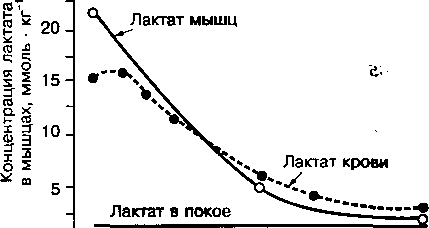 Концентрация лактата
в мышцах, ммоль · кг⁻¹
20
15
10
5
Лактат мышц
Лактат крови
Лактат в покое